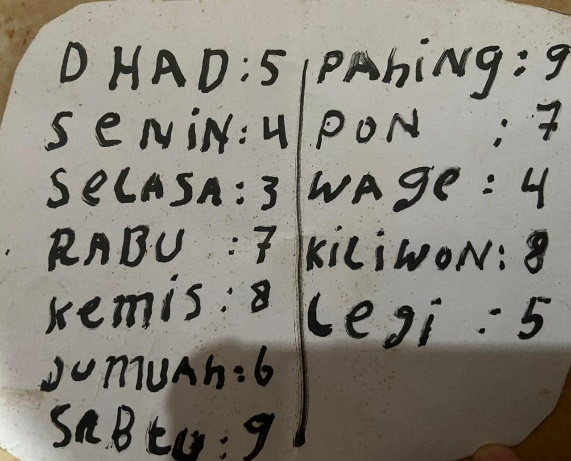 DHAD:5
SeNiN:4
SeLASA:3
RABU :7
kemis:8
JUMUAh:6
SABtU:9
PAhiNg:9
PON :7
WAge:4
KiLiWON:8
Legi :5